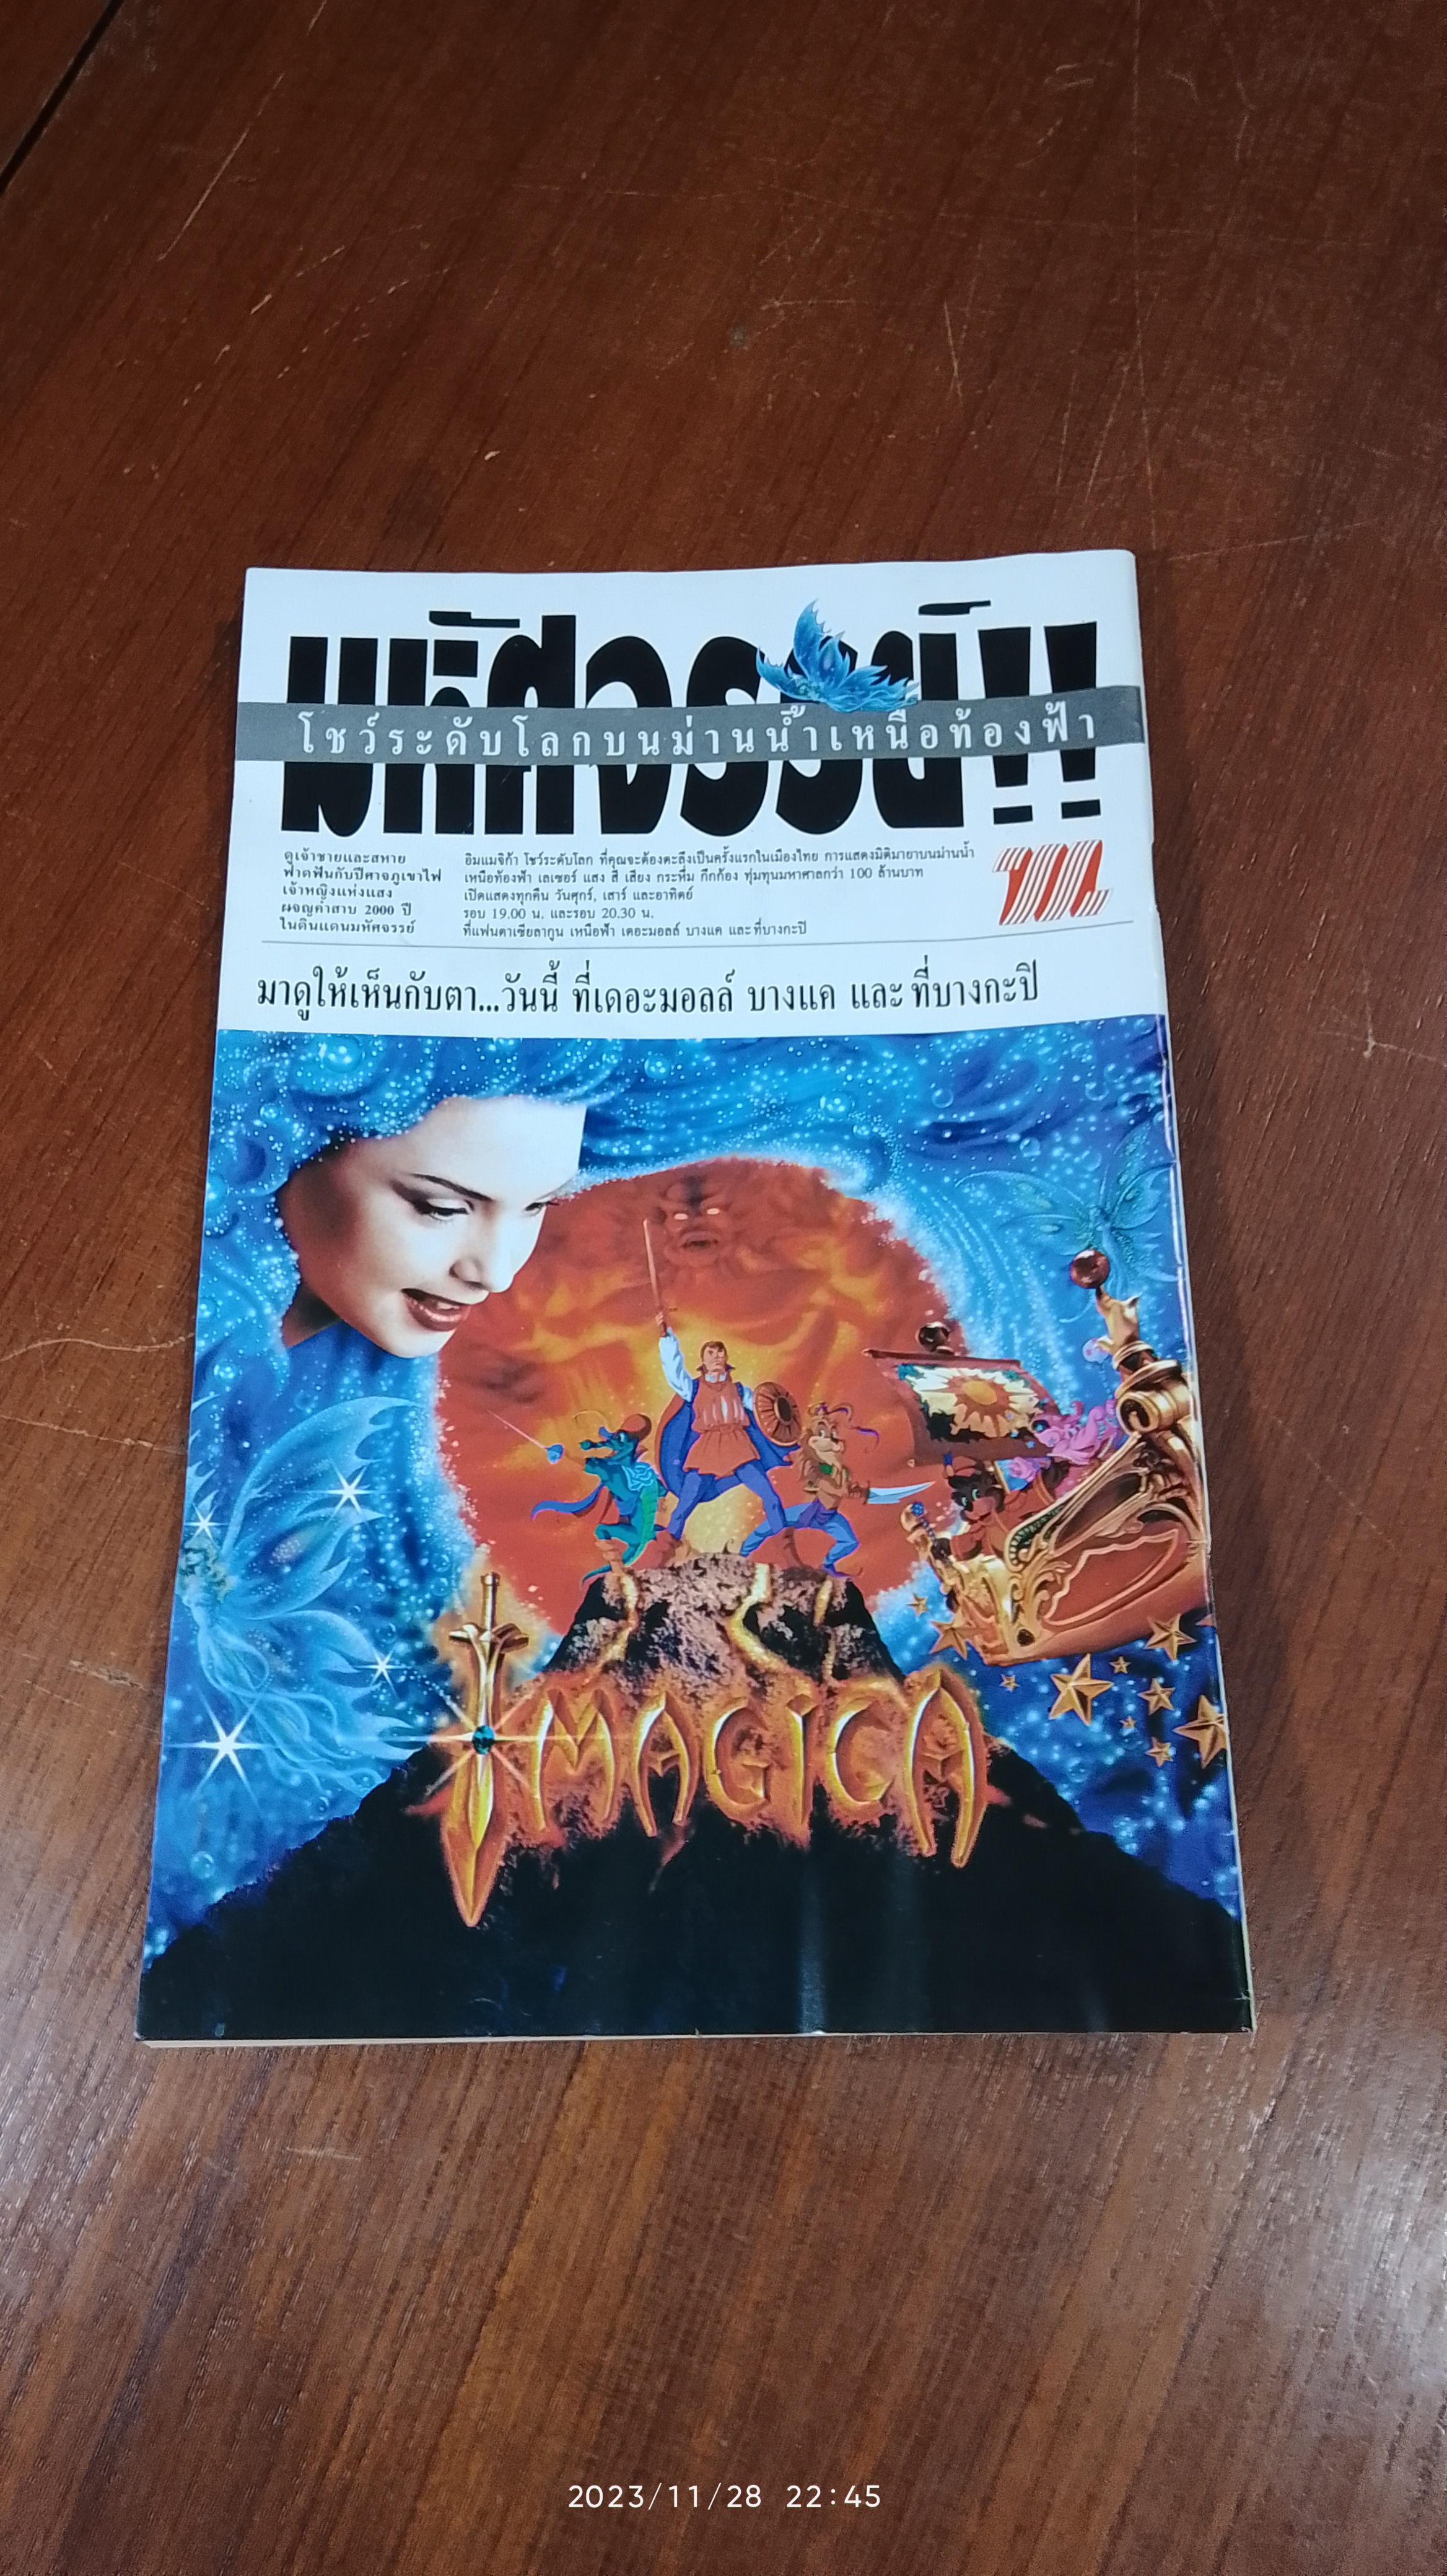 มหัศจรรย์!!
โชว์ระดับโลกบนม่านน้ำเหนือท้องฟ้า
ดูเจ้าชายและสหาย
ฟาดฟันกับปีศาจภูเขาไฟ
เจ้าหญิงแห่งแสง
ผจญคำสาบ 2000 ปี
ในดินแดนมหัศจรรย์
อิมแมจิก้า โชว์ระดับโลก ที่คุณจะต้องตะลึงเป็นครั้งแรกในเมืองไทย การแสดงมิติมายาบนม่านน้ำ
เหนือท้องฟ้า เลเซอร์ แสง สี เสียง กระหึ่ม กึกก้อง ทุ่มทุนมหาศาลกว่า 100 ล้านบาท
เปิดแสดงทุกคืน วันศุกร์, เสาร์ และอาทิตย์
รอบ 19.00 น. และรอบ 20.30 น.
ที่แฟนตาเซียลากูน เหนือฟ้า เดอะมอลล์ บางแค และที่บางกะปิ
มาดูให้เห็นกับตา...วันนี้ ที่เดอะมอลล์ บางแค และที่บางกะปิ
IMAGICA
2023/11/28 22:45